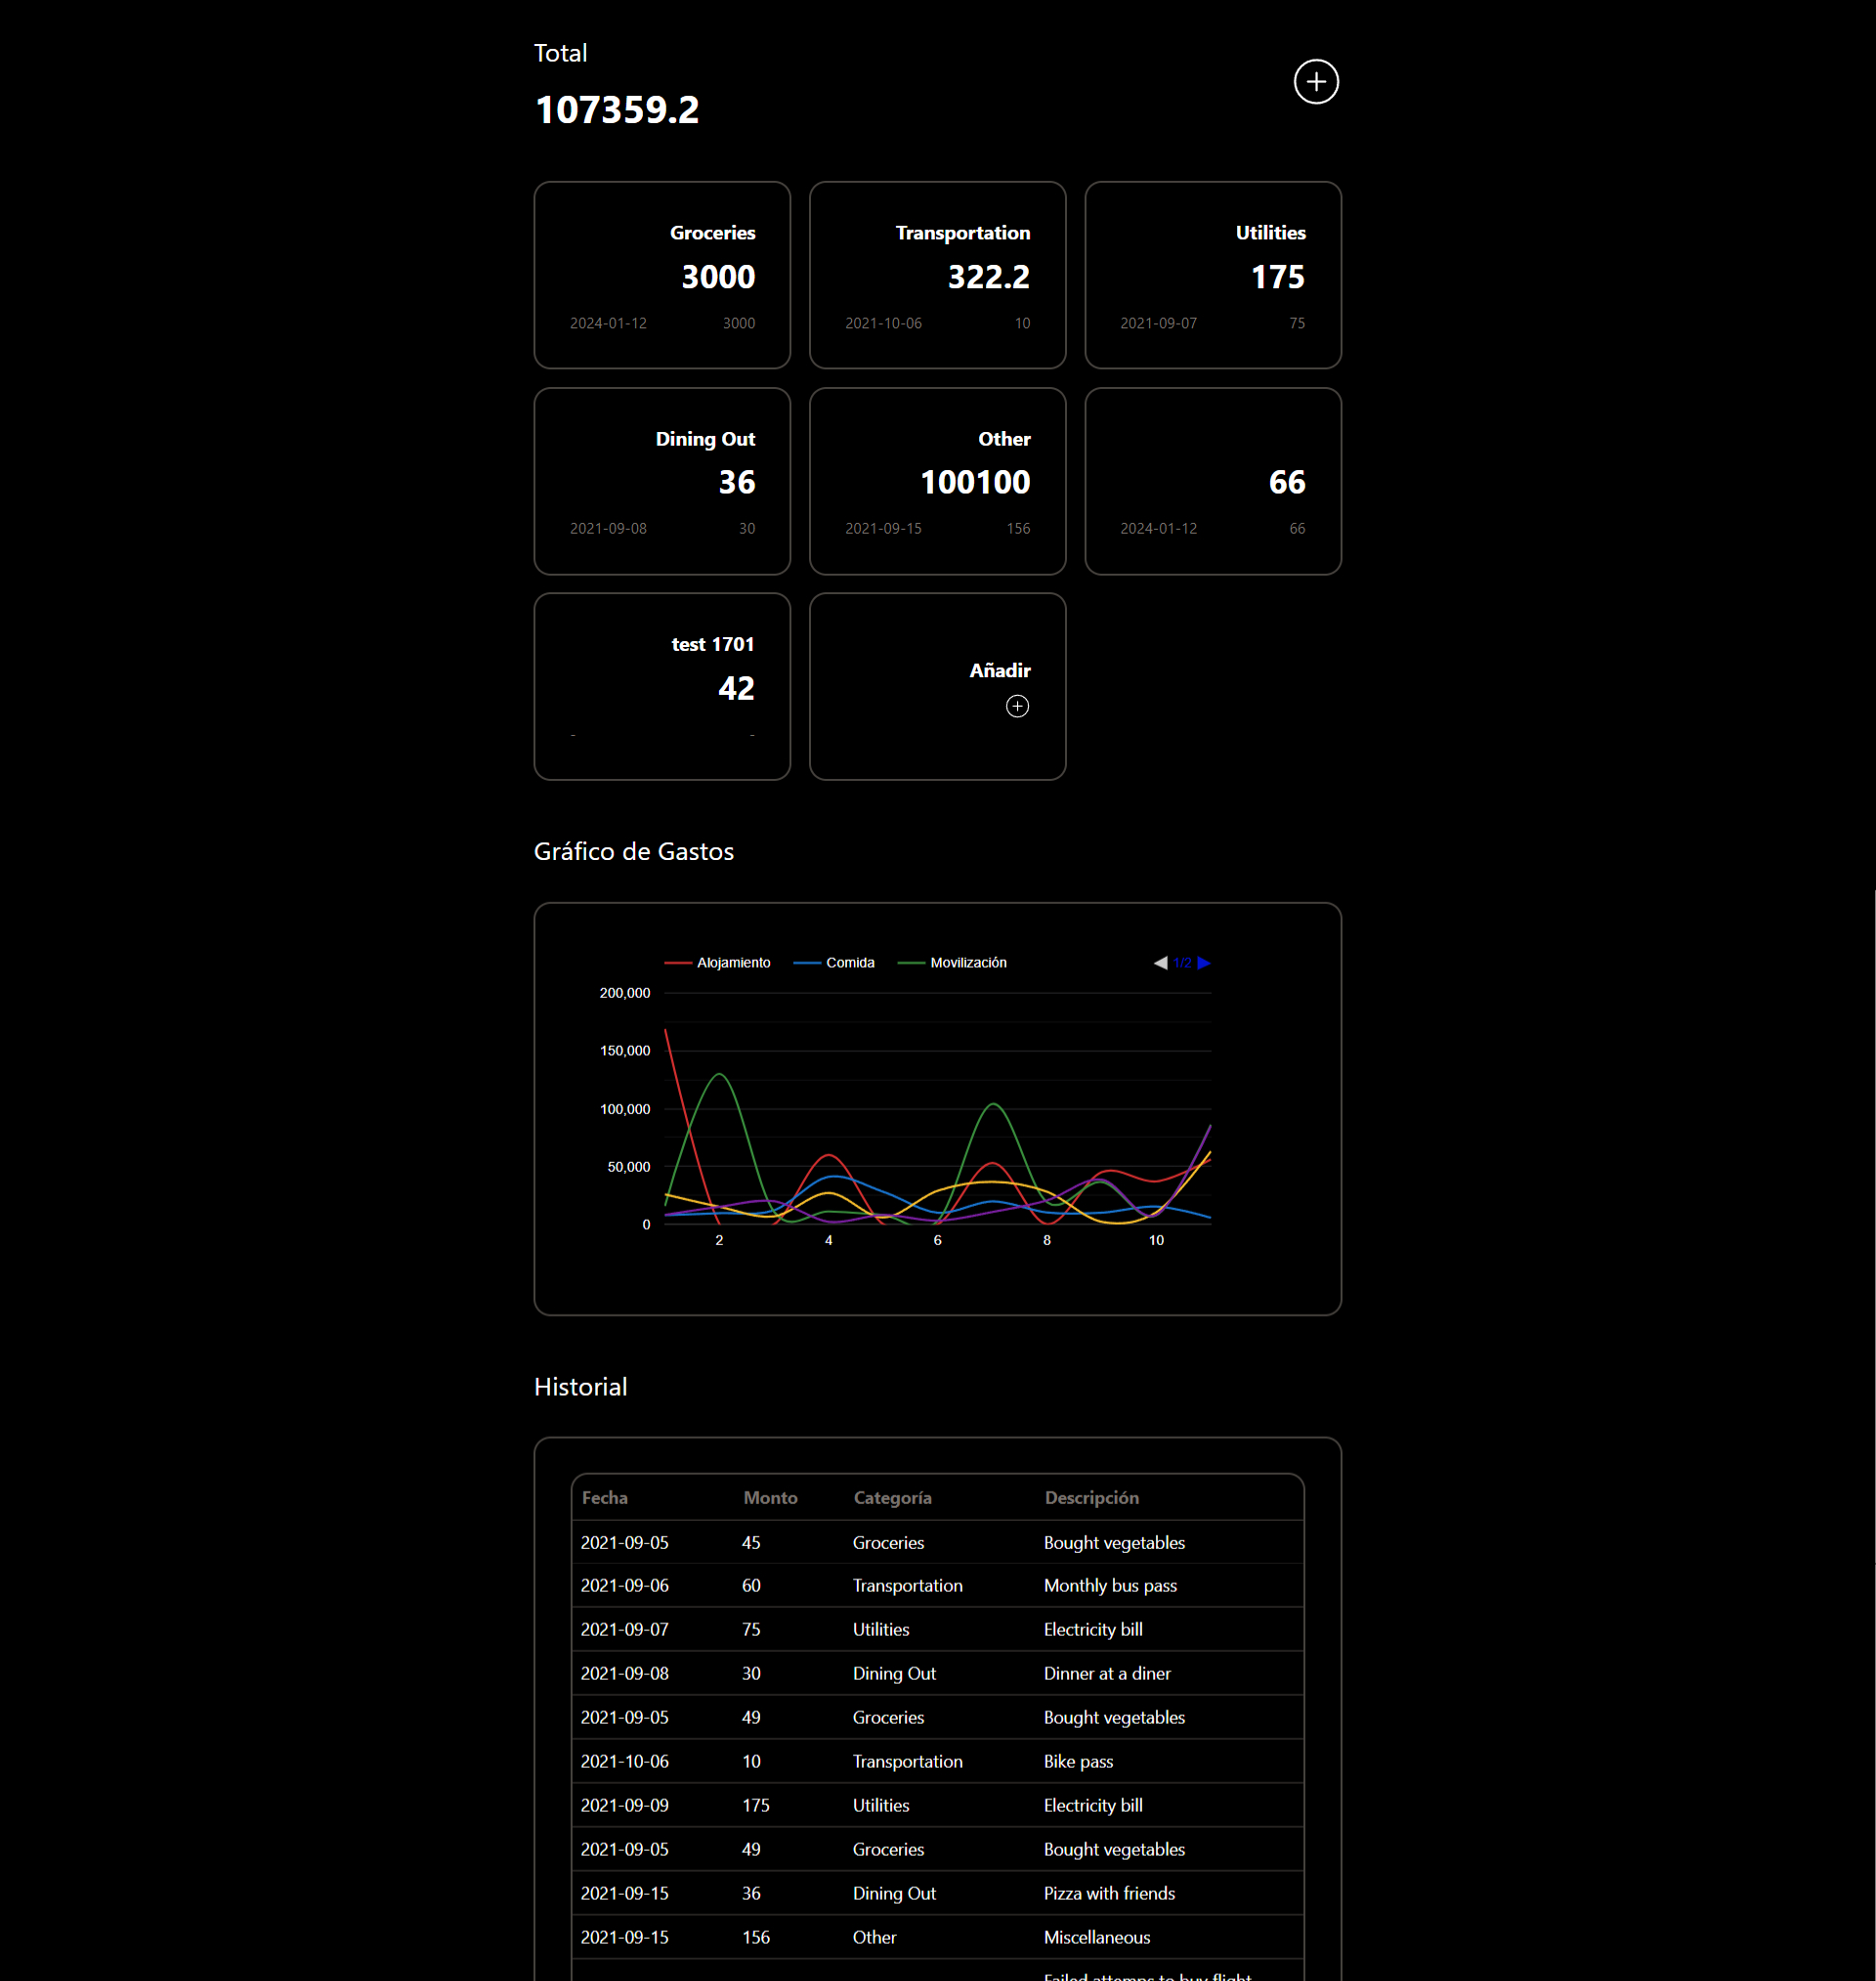 Total
107359.2
Groceries
3000
2024-01-12 3000
Transportation
322.2
2021-10-06 10
Utilities
175
2021-09-07 75
Dining Out
36
2021-09-08 30
Other
100100
2021-09-15 156
66
2024-01-12 66
test 1701
42
- -
Añadir
Gráfico de Gastos
Alojamiento Comida Movilización 1/2
200,000
150,000
100,000
50,000
0
2 4 6 8 10
Historial
Fecha Monto Categoría Descripción
2021-09-05 45 Groceries Bought vegetables
2021-09-06 60 Transportation Monthly bus pass
2021-09-07 75 Utilities Electricity bill
2021-09-08 30 Dining Out Dinner at a diner
2021-09-05 49 Groceries Bought vegetables
2021-10-06 10 Transportation Bike pass
2021-09-09 175 Utilities Electricity bill
2021-09-05 49 Groceries Bought vegetables
2021-09-15 36 Dining Out Pizza with friends
2021-09-15 156 Other Miscellaneous
Failed attemps to buy flight